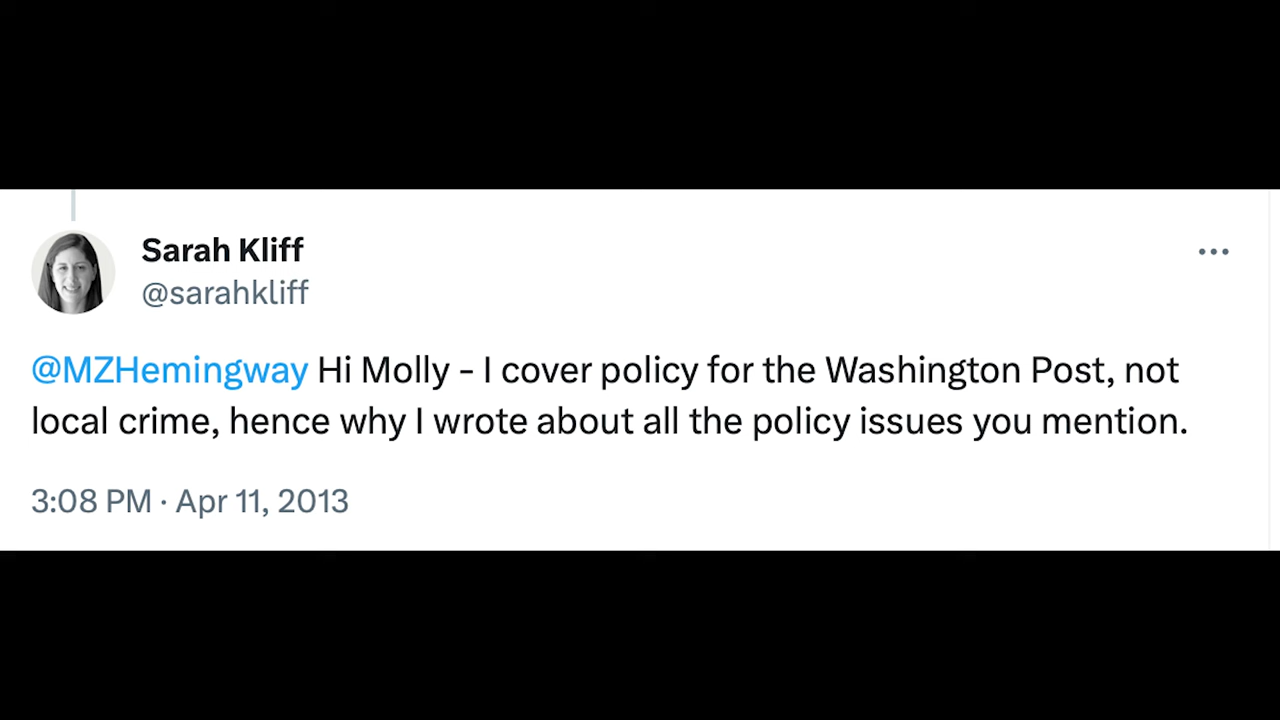 Sarah Kliff
@sarahkliff
@MZHemingway Hi Molly - I cover policy for the Washington Post, not
local crime, hence why I wrote about all the policy issues you mention.
3:08 PM · Apr 11, 2013